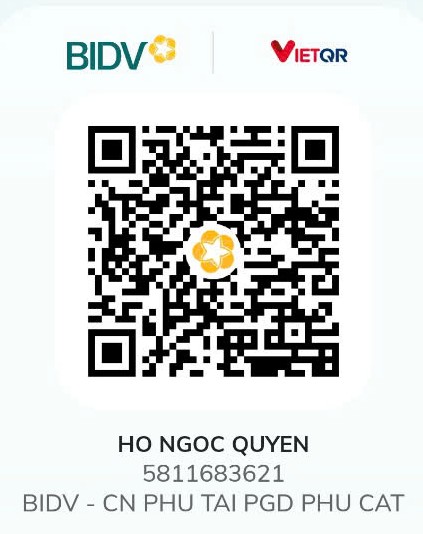 BIDV VIETQR
HO NGOC QUYEN
5811683621
BIDV - CN PHU TAI PGD PHU CAT